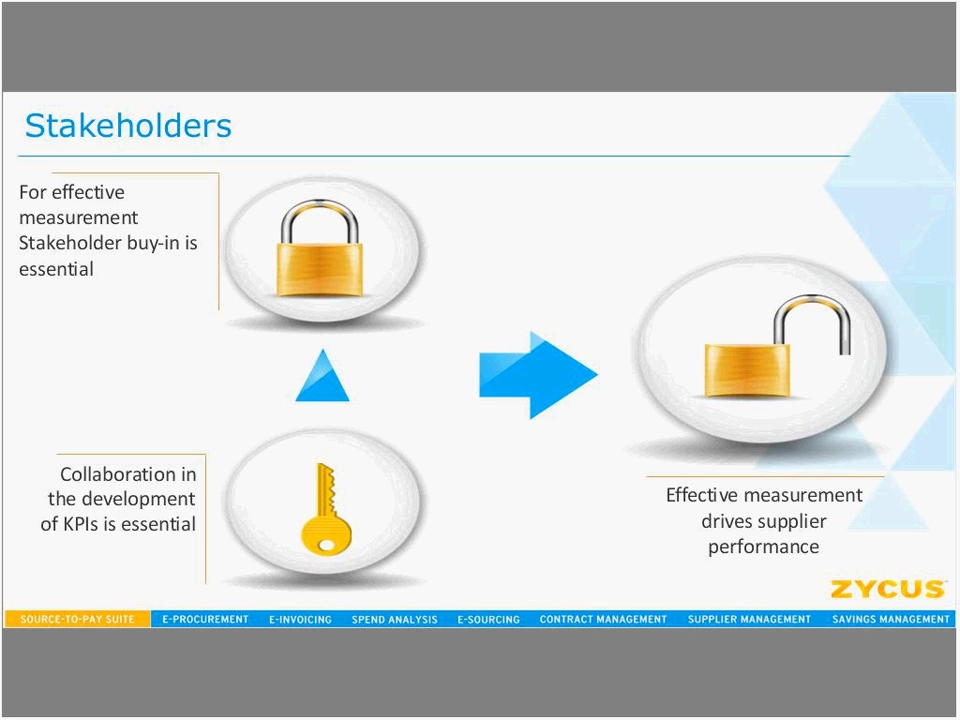 Stakeholders
For effective
measurement
Stakeholder buy-in is
essential
Collaboration in
the development
of KPIs is essential
Effective measurement
drives supplier
performance
ZYCUS
SOURCE-TO-PAY SUITE E-PROCUREMENT E-INVOICING SPEND ANALYSIS E-SOURCING CONTRACT MANAGEMENT SUPPLIER MANAGEMENT SAVINGS MANAGEMENT